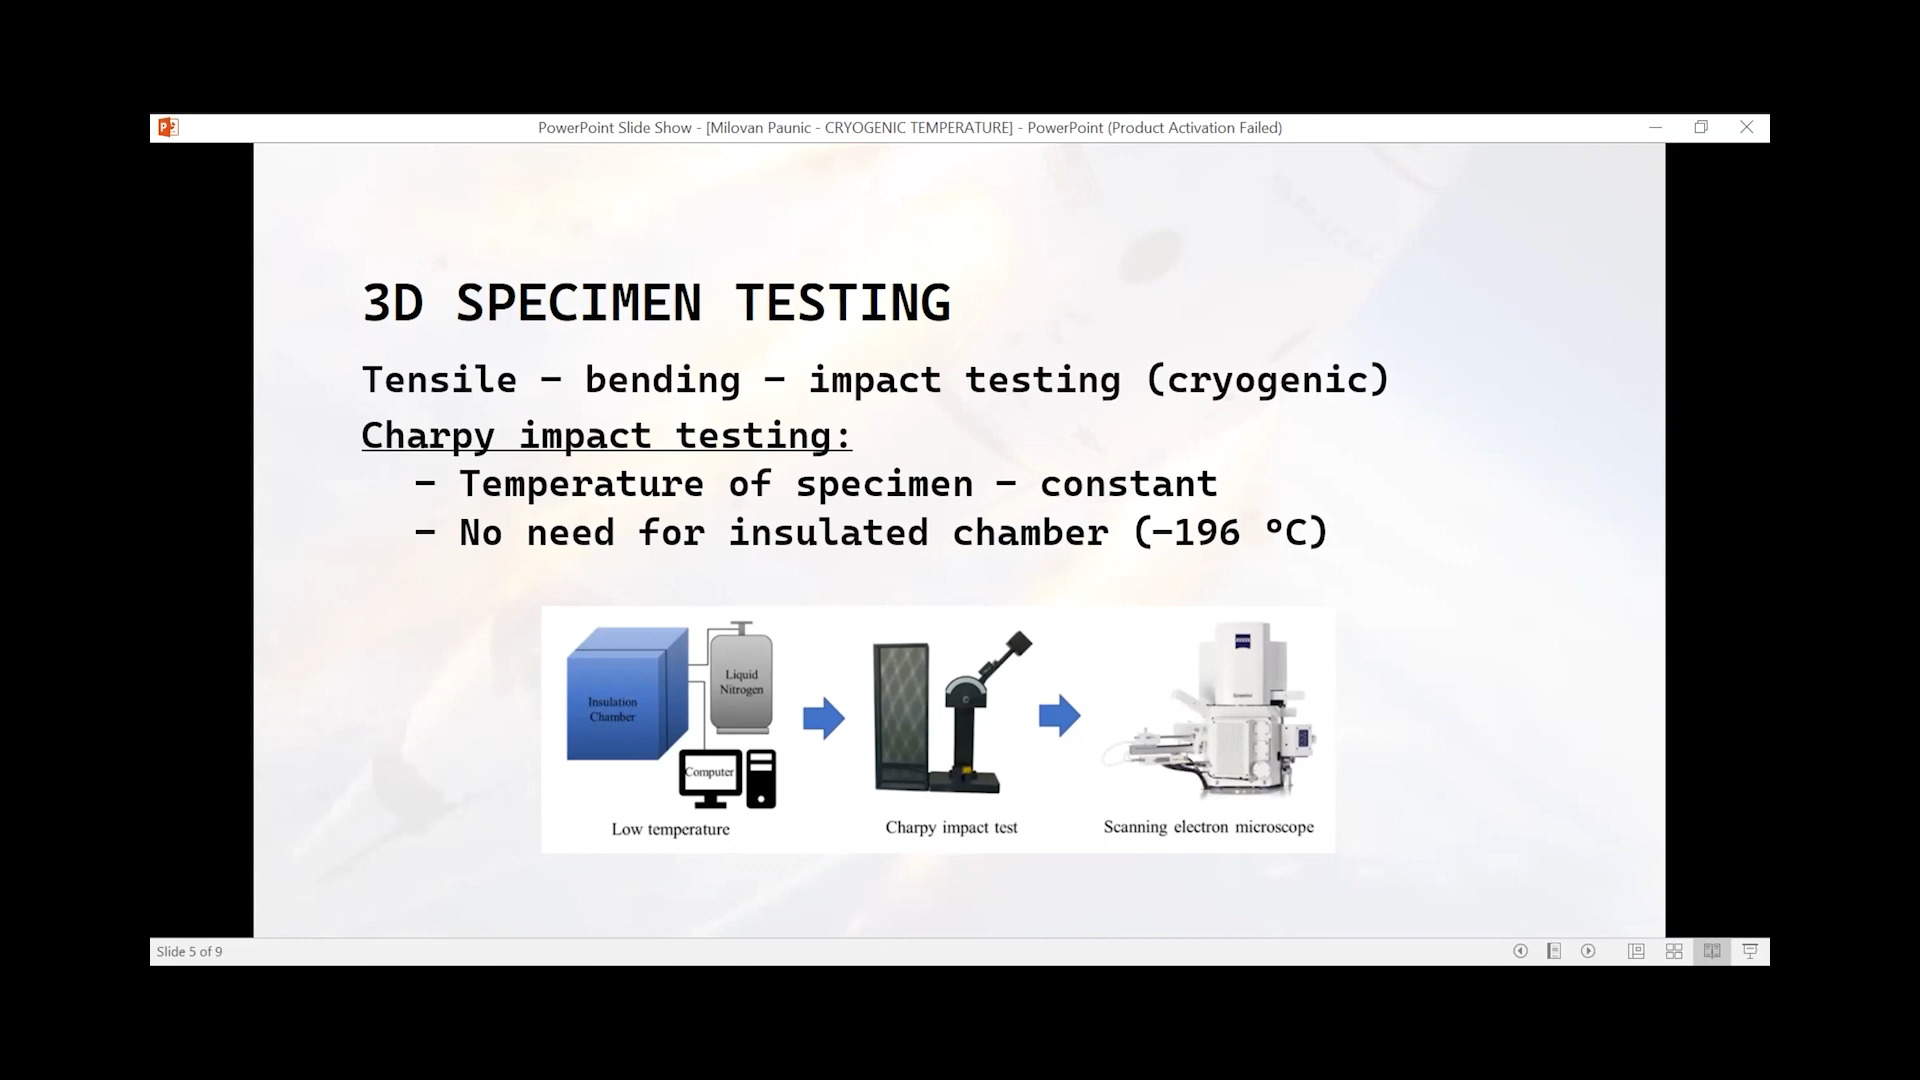 PowerPoint Slide Show - [Milovan Paunic - CRYOGENIC TEMPERATURE] - PowerPoint (Product Activation Failed)
3D SPECIMEN TESTING
Tensile – bending – impact testing (cryogenic)
Charpy impact testing:
– Temperature of specimen – constant
– No need for insulated chamber (–196 °C)
Insulation
Chamber
Liquid
Nitrogen
Computer
Low temperature
Charpy impact test
Scanning electron microscope
Slide 5 of 9